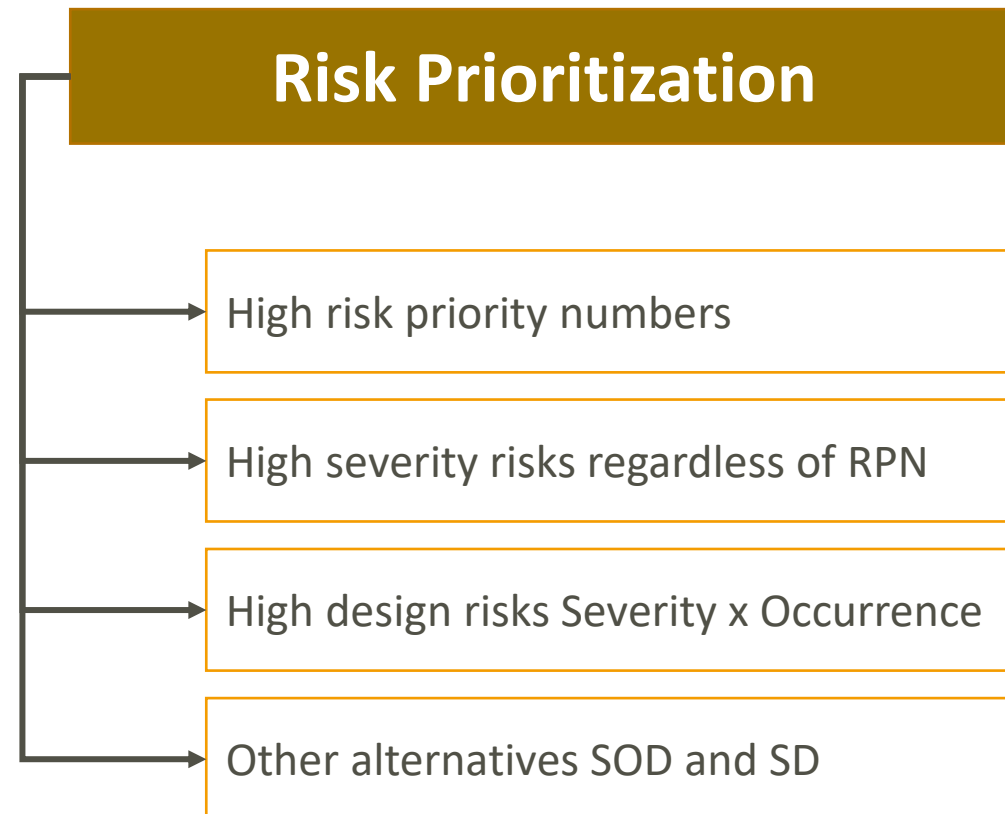 Risk Prioritization
High risk priority numbers
High severity risks regardless of RPN
High design risks Severity x Occurrence
Other alternatives SOD and SD